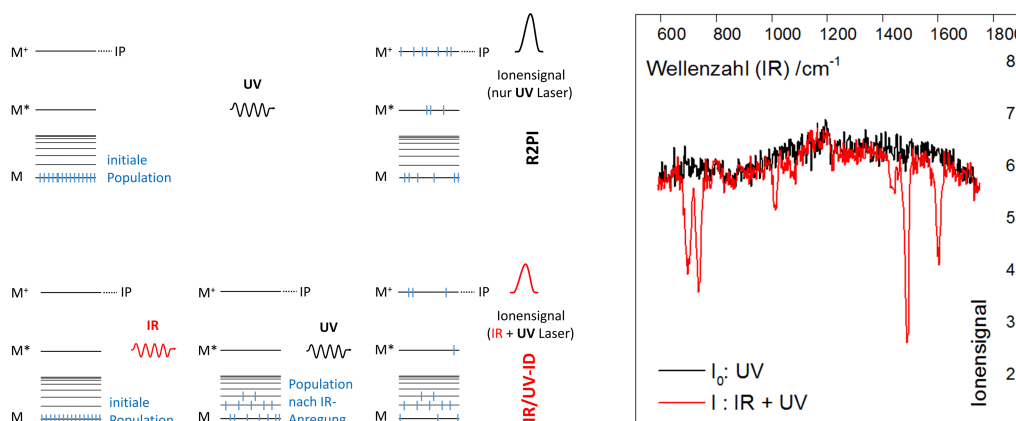 M⁺
IP
UV
M*
initiale
Population
M
M⁺
IP
Ionensignal
(nur UV Laser)
M*
M
R2PI
M⁺
IP
IR
M*
initiale
Population
M
IP
UV
M*
Population
nach IR-
Anregung
M
M⁺
IP
Ionensignal
(IR + UV Laser)
M*
M
IR/UV-ID
600 800 1000 1200 1400 1600 1800
Wellenzahl (IR) /cm⁻¹
8
7
6
5
4
3
2
Ionensignal
I₀: UV
I : IR + UV